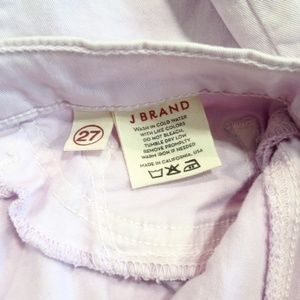 J BRAND
27
WASH IN COLD WATER
WITH LIKE COLORS
DO NOT BLEACH.
TUMBLE DRY LOW
REMOVE PROMPTLY
WARM IRON IF NEEDED
MADE IN CALIFORNIA, USA